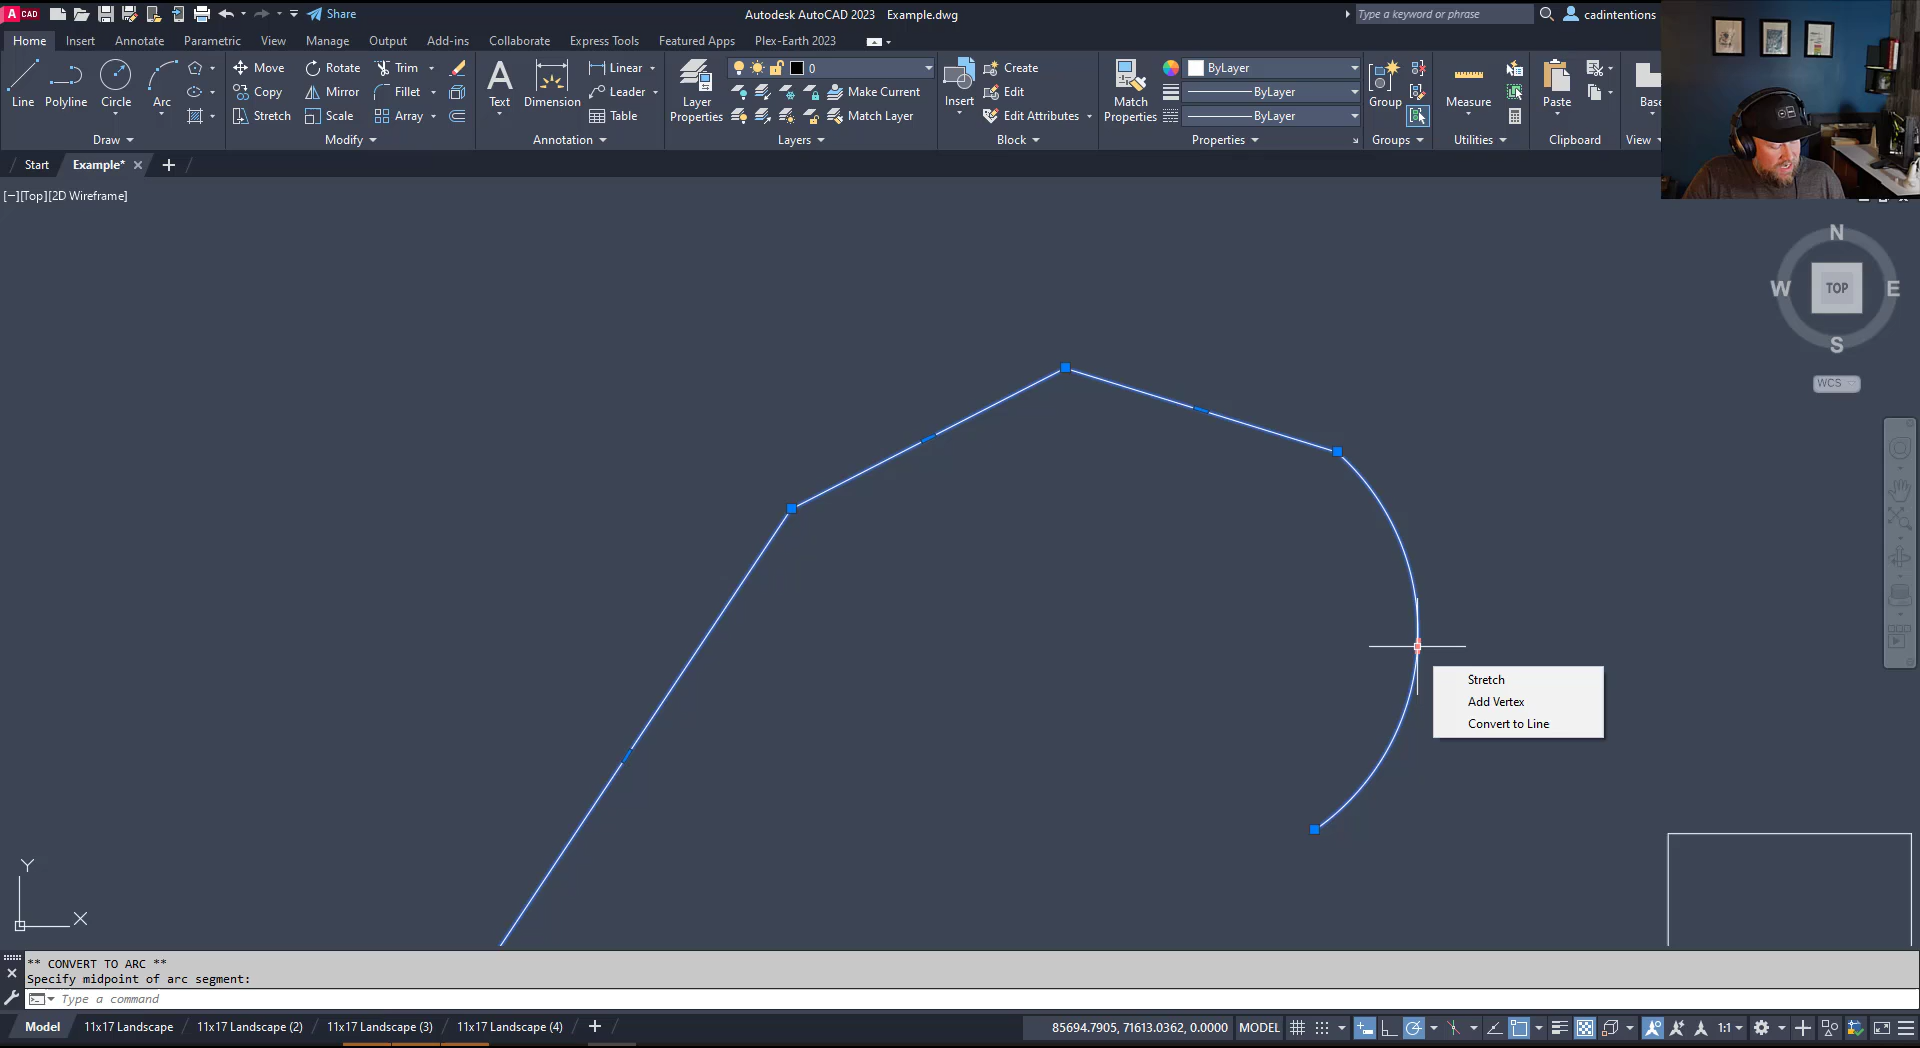 A CAD Share Autodesk AutoCAD 2023 Example.dwg Type a keyword or phrase cadintentions
Home Insert Annotate Parametric View Manage Output Add-ins Collaborate Express Tools Featured Apps Plex-Earth 2023
Line Polyline Circle Arc
Move Rotate Trim
Copy Mirror Fillet
Stretch Scale Array
Text Dimension
Linear
Leader
Table
Layer Properties
0
Make Current
Match Layer
Insert
Create
Edit
Edit Attributes
Match Properties
ByLayer
ByLayer
ByLayer
Group
Measure
Paste
Base
Draw Modify Annotation Layers Block Properties Groups Utilities Clipboard View
Start Example*
[−][Top][2D Wireframe]
N
W TOP E
S
WCS
Stretch
Add Vertex
Convert to Line
Y
X
** CONVERT TO ARC **
Specify midpoint of arc segment:
Type a command
Model 11x17 Landscape 11x17 Landscape (2) 11x17 Landscape (3) 11x17 Landscape (4) 85694.7905, 71613.0362, 0.0000 MODEL 1:1